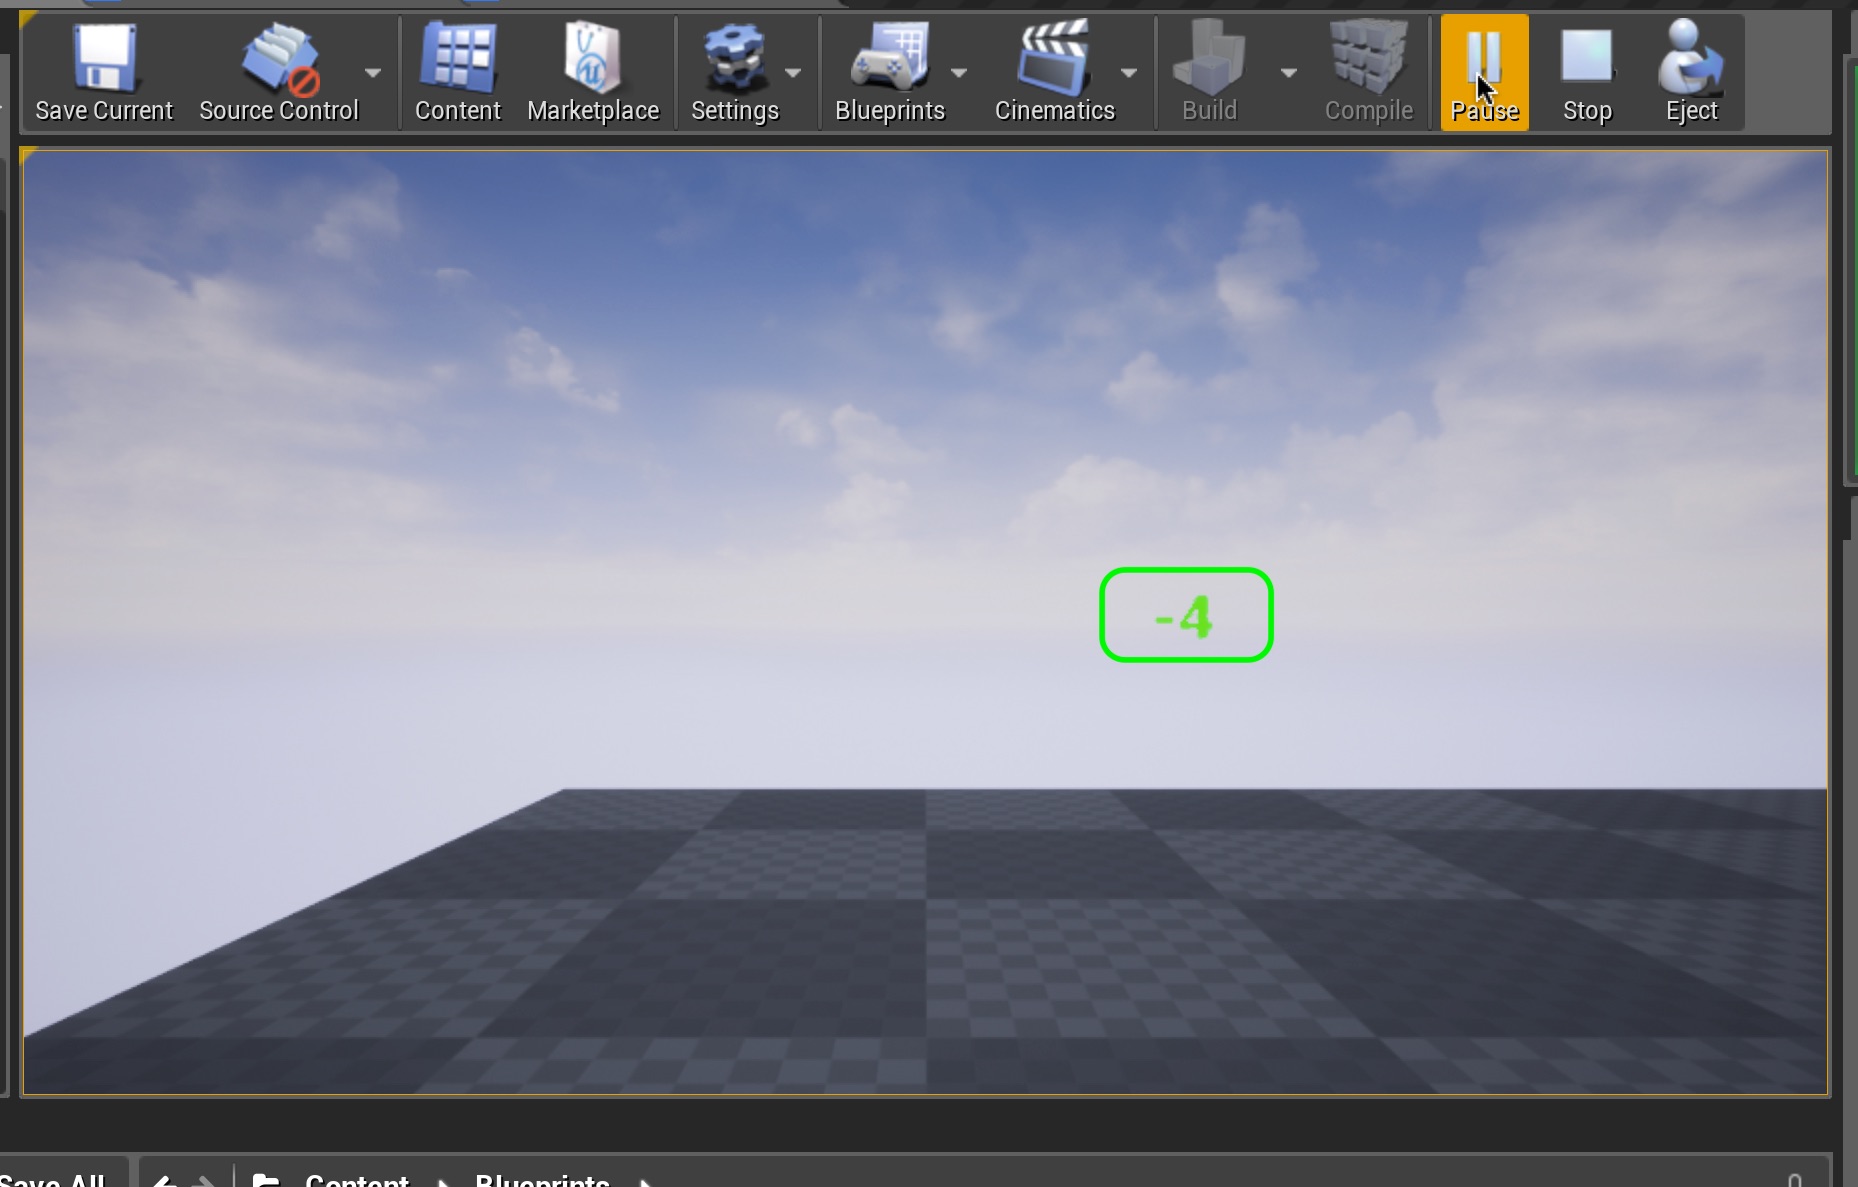 Save Current Source Control Content Marketplace Settings Blueprints Cinematics Build Compile Pause Stop Eject
-4
Save All Content Blueprints